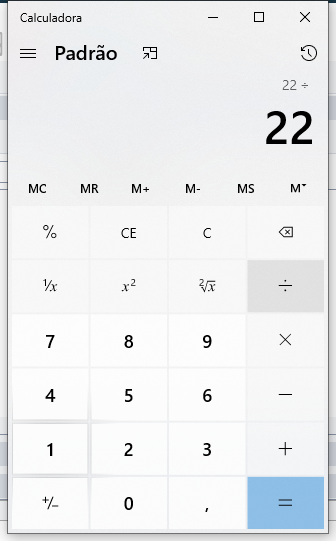 Calculadora
Padrão
22 ÷
22
MC MR M+ M- MS M˅
% CE C
¹/x x² ²√x ÷
7 8 9 ×
4 5 6 −
1 2 3 +
+/− 0 , =